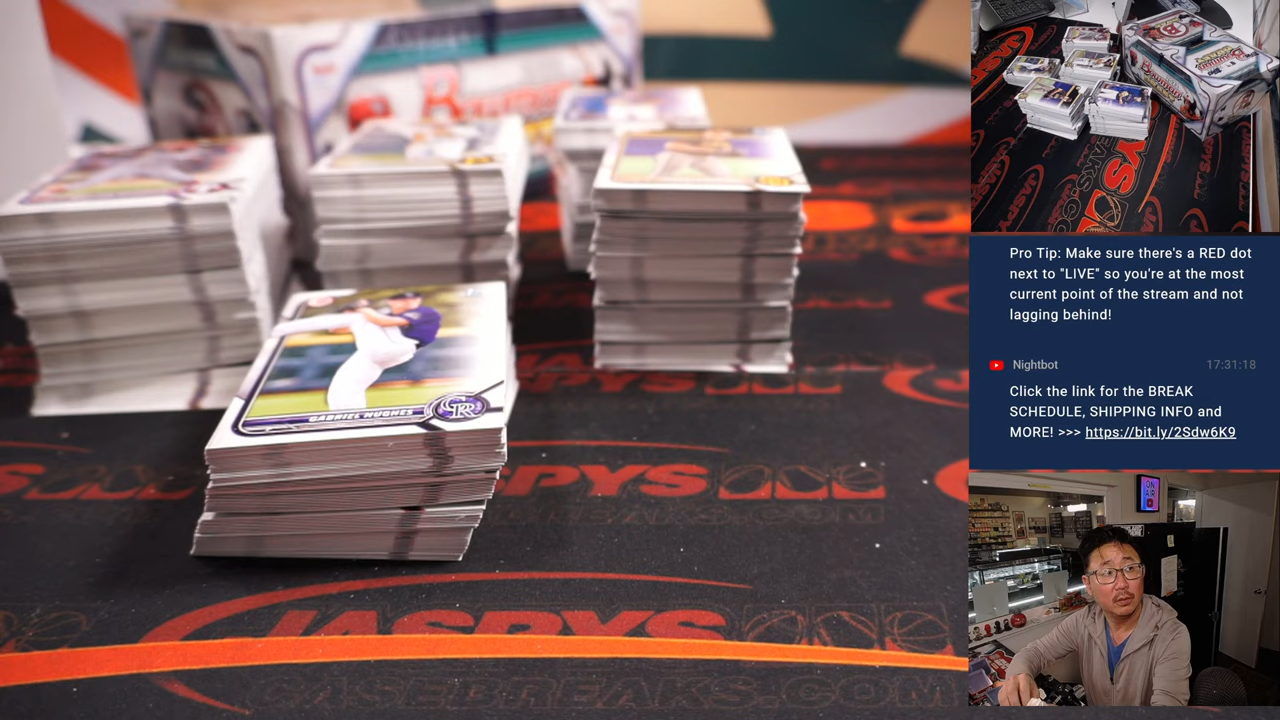 Bowman
GABRIEL HUGHES
CR
JASPYS
JASPYS
CASEBREAKS.COM
Pro Tip: Make sure there's a RED dot
next to "LIVE" so you're at the most
current point of the stream and not
lagging behind!
Nightbot
17:31:18
Click the link for the BREAK
SCHEDULE, SHIPPING INFO and
MORE! >>> https://bit.ly/2Sdw6K9
ON
AIR